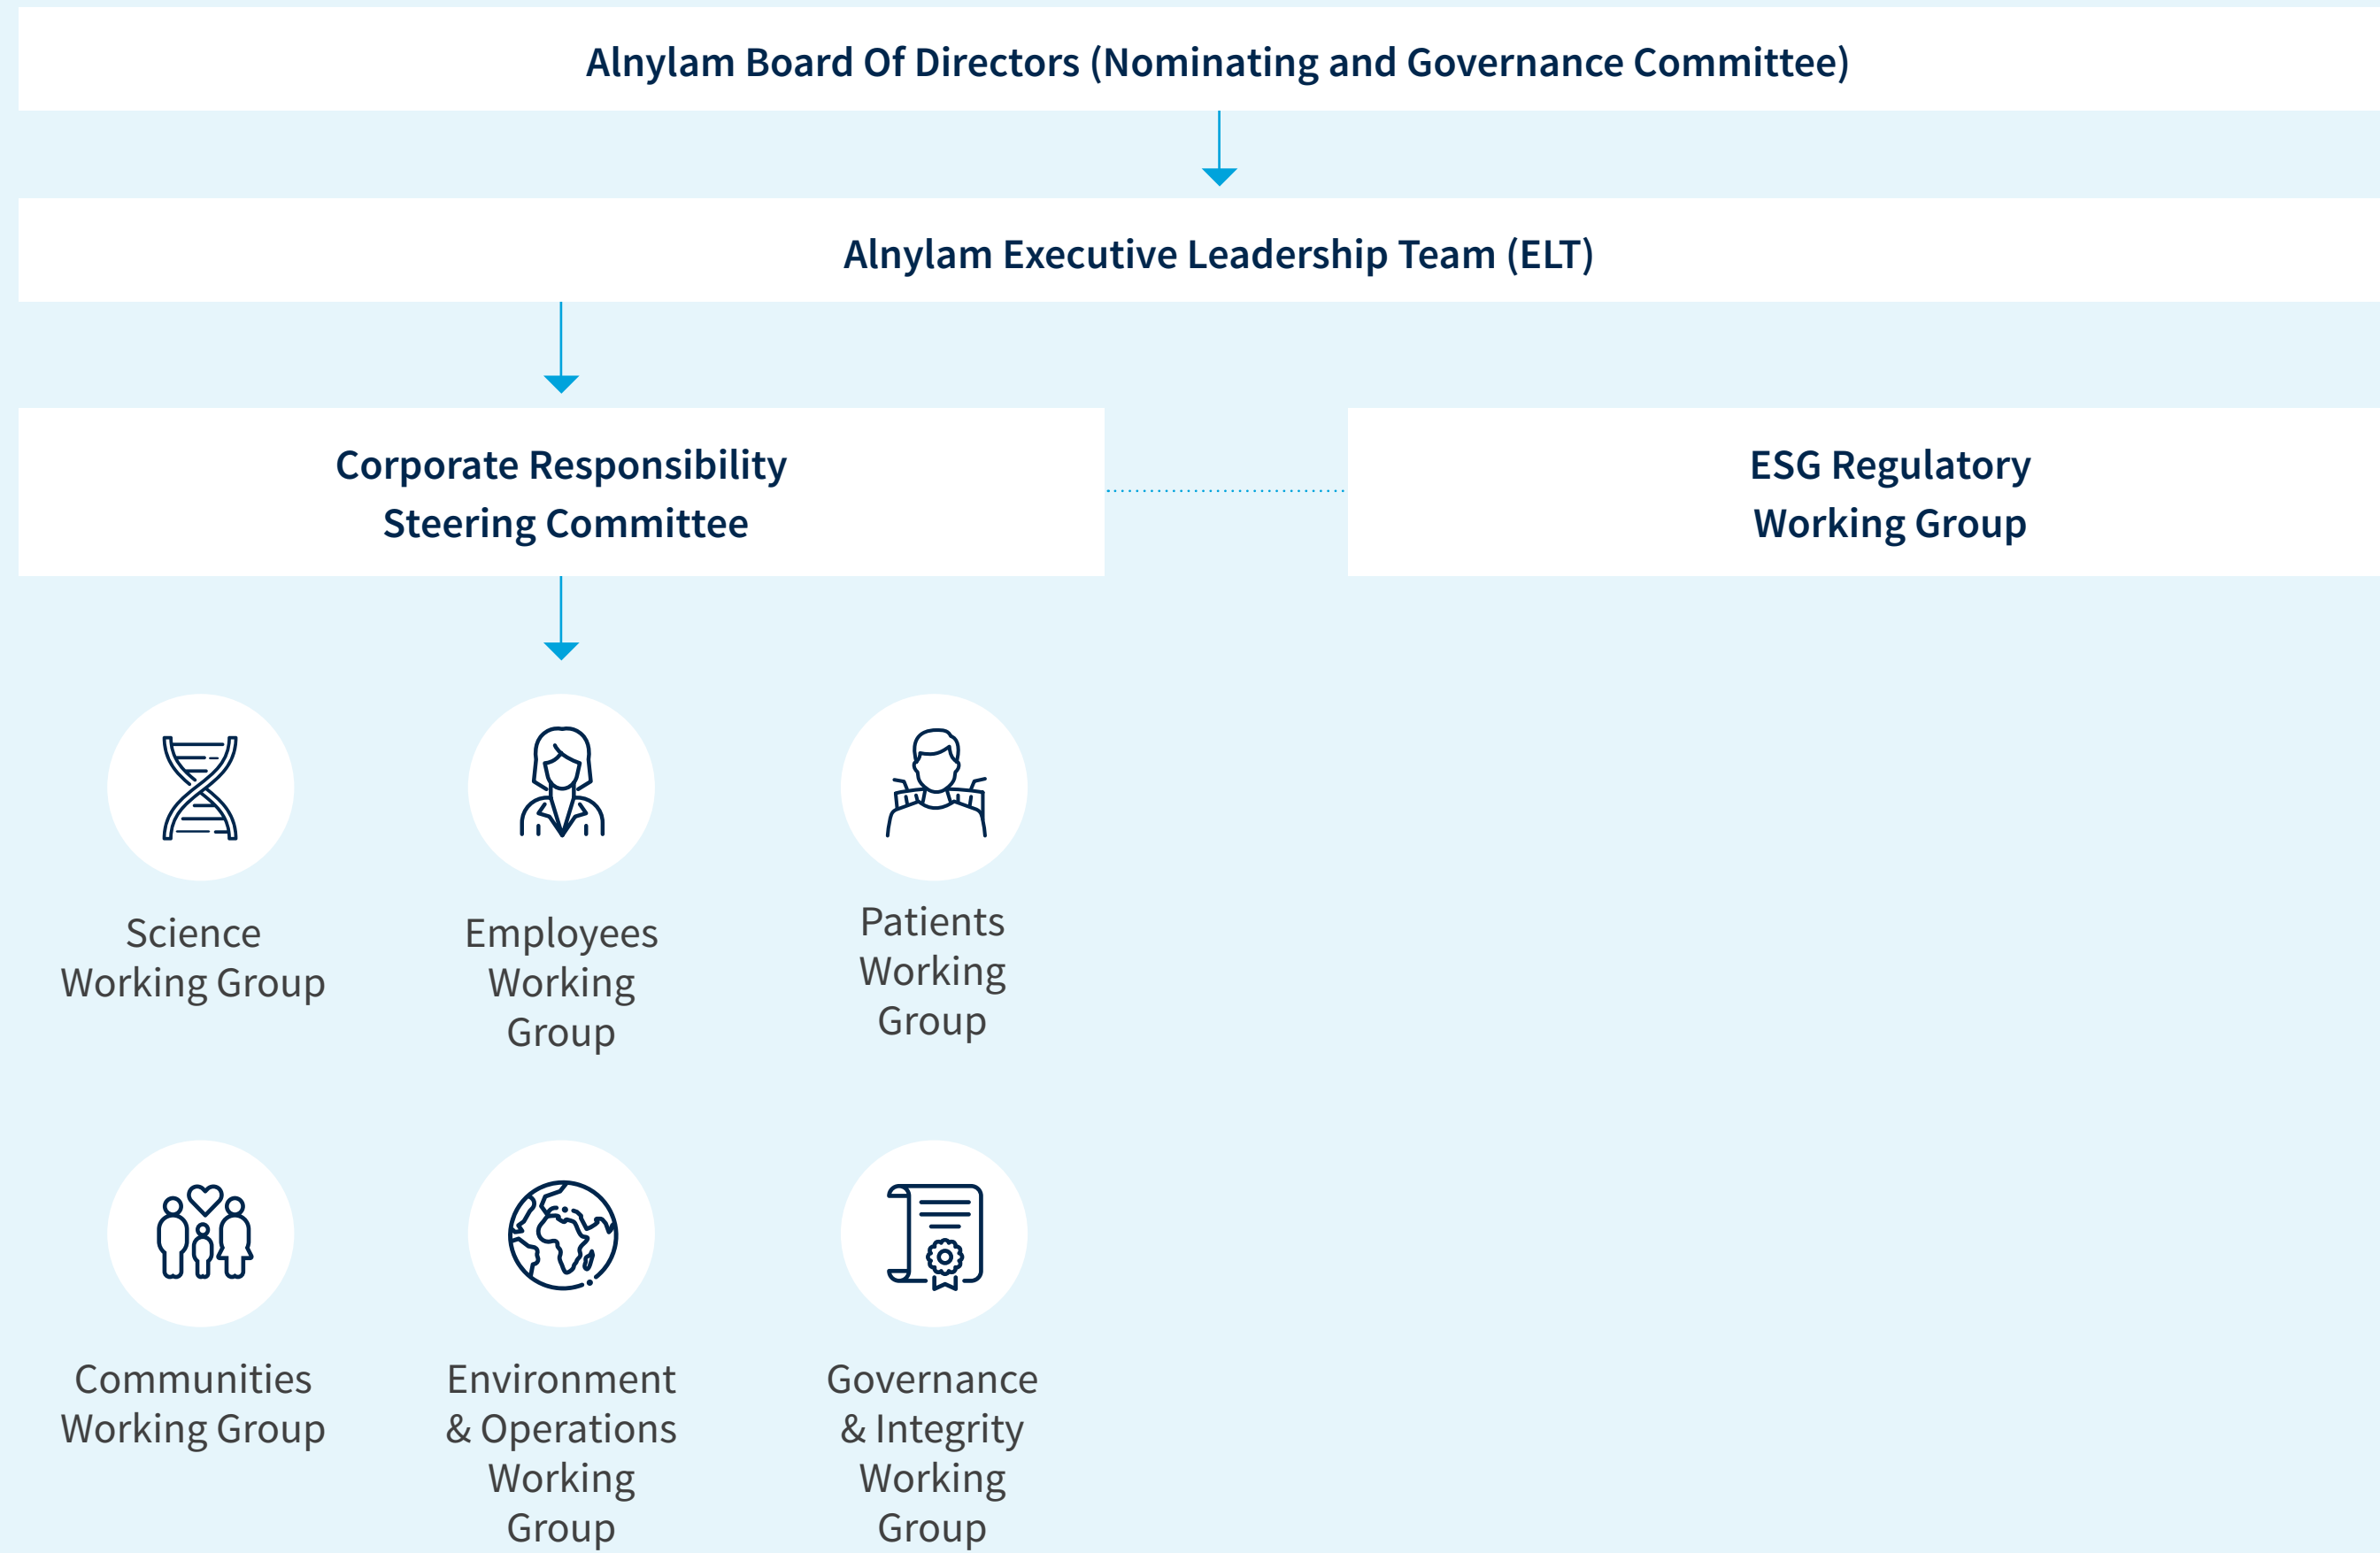 Alnylam Board Of Directors (Nominating and Governance Committee)
Alnylam Executive Leadership Team (ELT)
Corporate Responsibility
Steering Committee
ESG Regulatory
Working Group
Science
Working Group
Employees
Working
Group
Patients
Working
Group
Communities
Working Group
Environment
& Operations
Working
Group
Governance
& Integrity
Working
Group